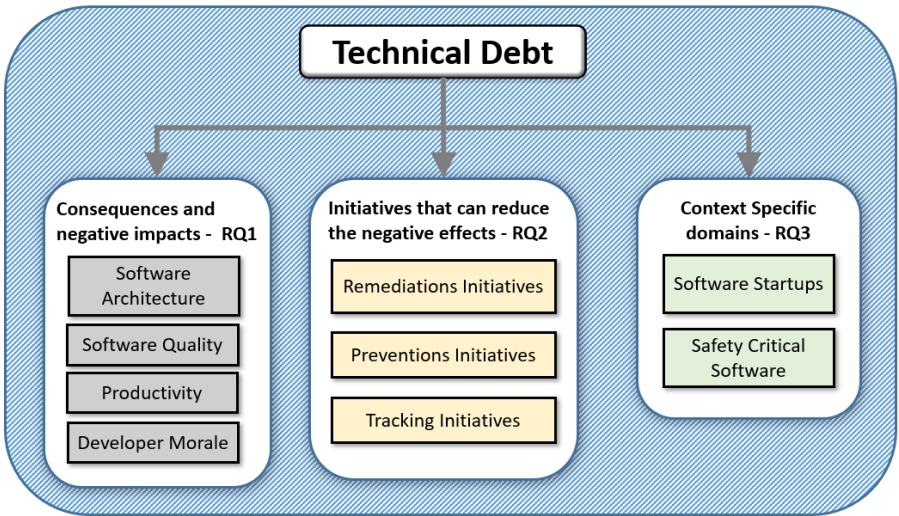 Technical Debt
Consequences and
negative impacts - RQ1
Software
Architecture
Software Quality
Productivity
Developer Morale
Initiatives that can reduce
the negative effects - RQ2
Remediations Initiatives
Preventions Initiatives
Tracking Initiatives
Context Specific
domains - RQ3
Software Startups
Safety Critical
Software